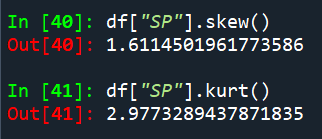 In [40]: df["SP"].skew()
Out[40]: 1.6114501961773586
In [41]: df["SP"].kurt()
Out[41]: 2.9773289437871835